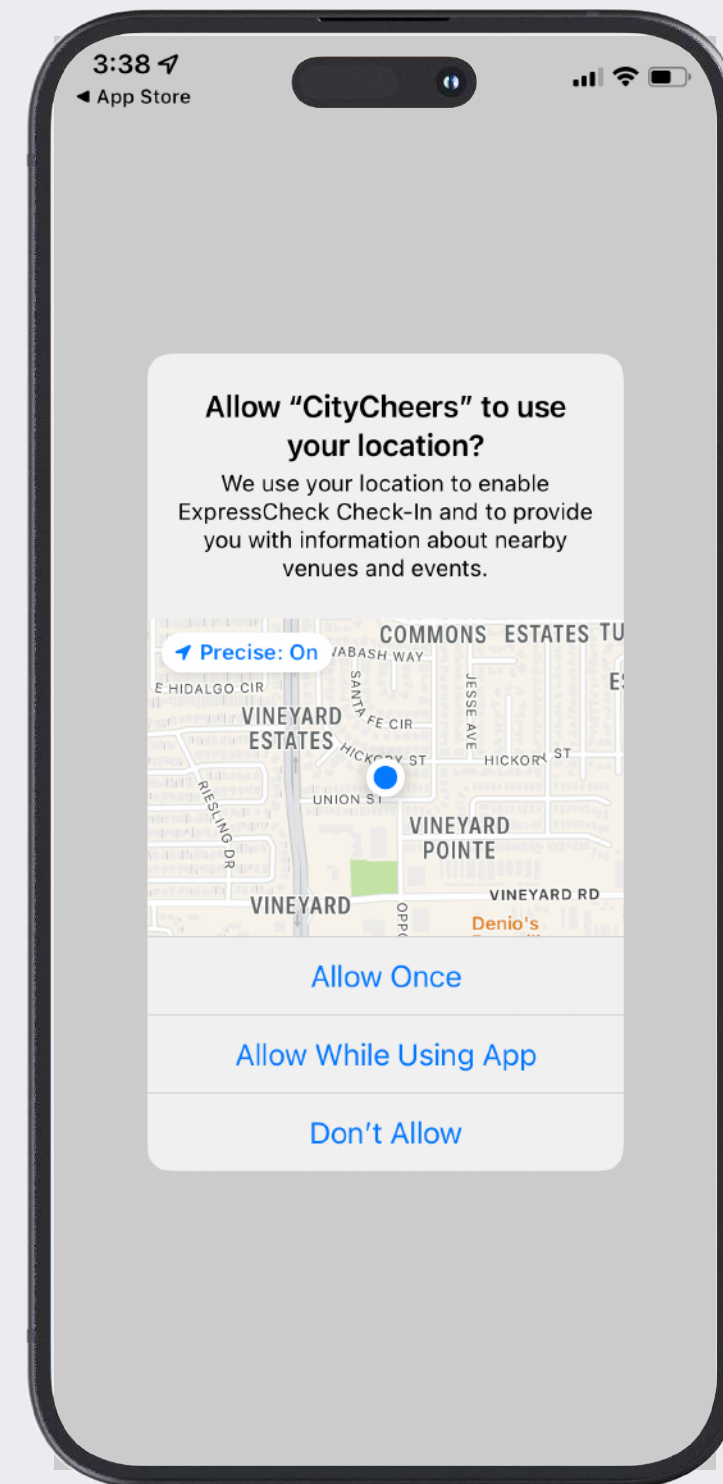 3:38
◀ App Store
Allow “CityCheers” to use
your location?
We use your location to enable
ExpressCheck Check-In and to provide
you with information about nearby
venues and events.
COMMONS ESTATES
Precise: On
WAY
E HIDALGO CIR
SANTA FE CIR
JESSE AVE
VINEYARD
ESTATES
HICKORY ST
HICKORY ST
RIESLING DR
UNION ST
VINEYARD
POINTE
VINEYARD RD
VINEYARD
Denio's
Allow Once
Allow While Using App
Don’t Allow